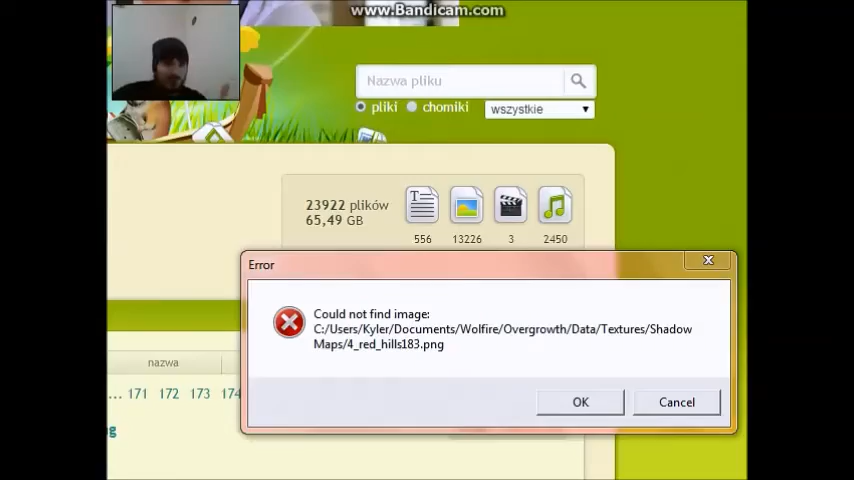 www.Bandicam.com
Nazwa pliku
pliki chomiki wszystkie
23922 plików
65,49 GB
556 13226 3 2450
Error
Could not find image:
C:/Users/Kyler/Documents/Wolfire/Overgrowth/Data/Textures/Shadow
Maps/4_red_hills183.png
nazwa
... 171 172 173 174
OK Cancel